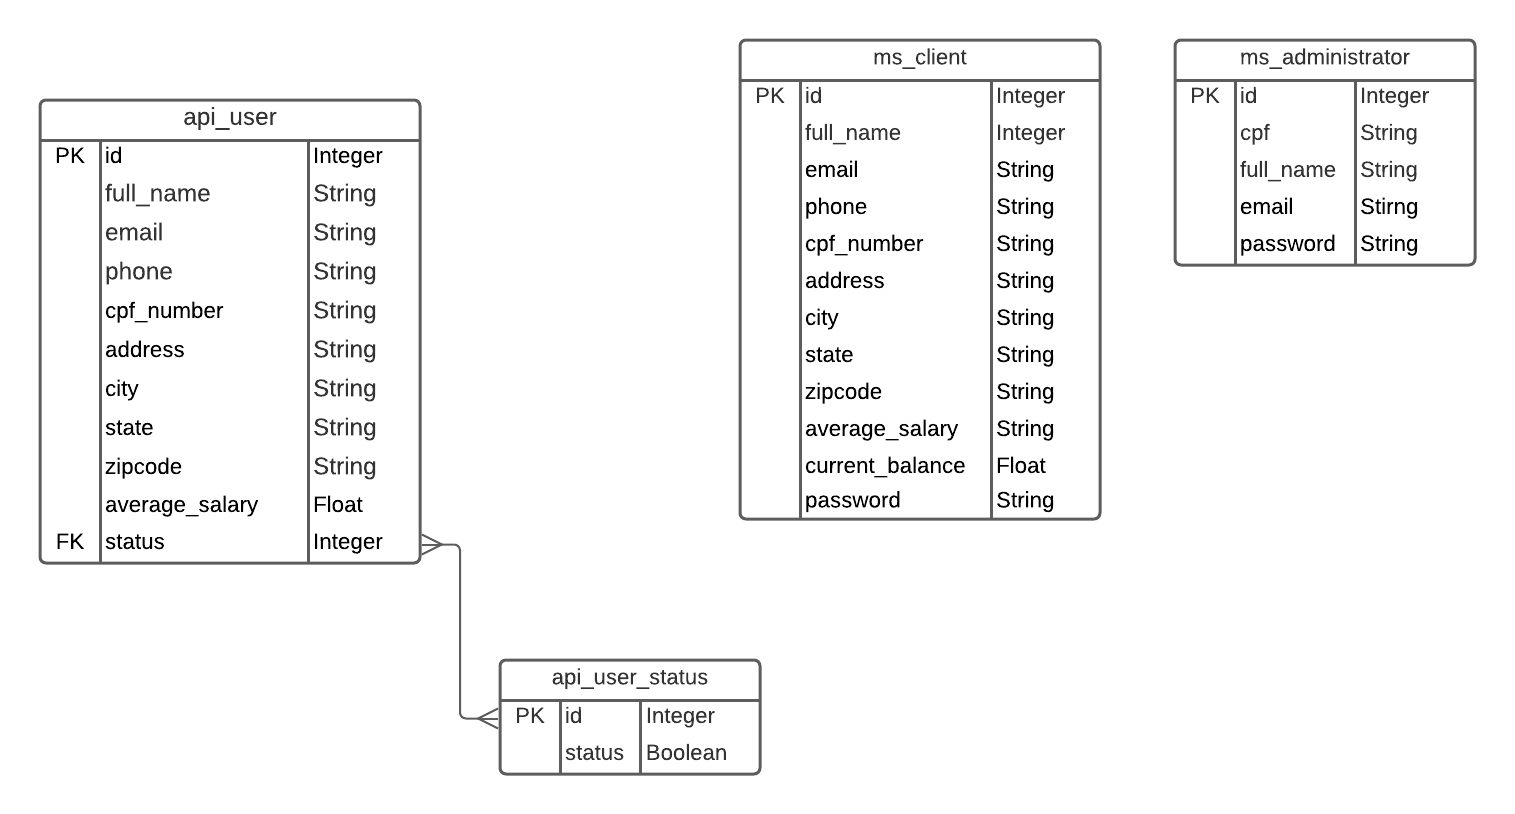 api_user
PK id Integer
full_name String
email String
phone String
cpf_number String
address String
city String
state String
zipcode String
average_salary Float
FK status Integer
ms_client
PK id Integer
full_name Integer
email String
phone String
cpf_number String
address String
city String
state String
zipcode String
average_salary String
current_balance Float
password String
ms_administrator
PK id Integer
cpf String
full_name String
email Stirng
password String
api_user_status
PK id Integer
status Boolean